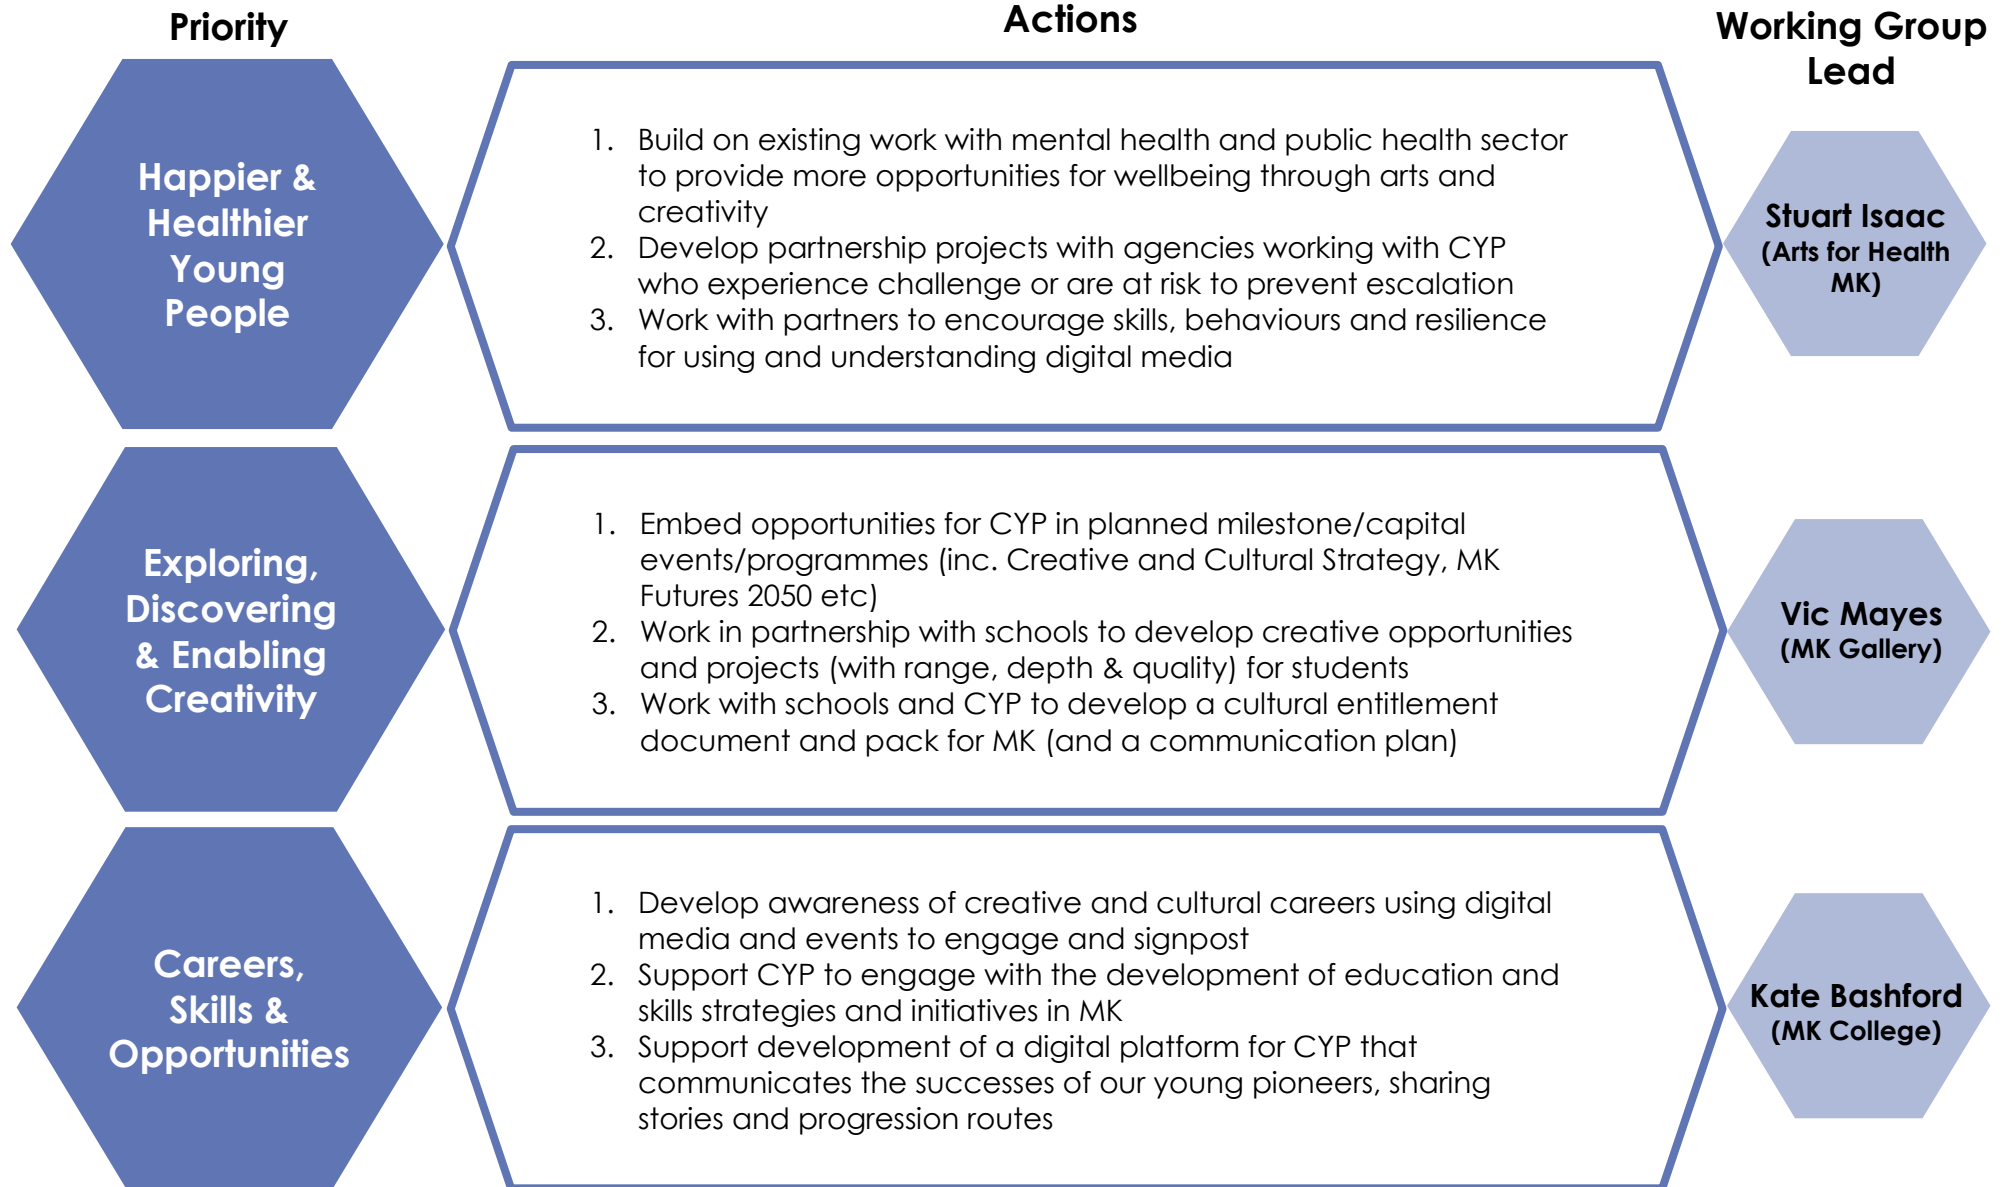 Priority
Actions
Working Group
Lead
Happier &
Healthier
Young
People
1. Build on existing work with mental health and public health sector
to provide more opportunities for wellbeing through arts and
creativity
2. Develop partnership projects with agencies working with CYP
who experience challenge or are at risk to prevent escalation
3. Work with partners to encourage skills, behaviours and resilience
for using and understanding digital media
Stuart Isaac
(Arts for Health
MK)
Exploring,
Discovering
& Enabling
Creativity
1. Embed opportunities for CYP in planned milestone/capital
events/programmes (inc. Creative and Cultural Strategy, MK
Futures 2050 etc)
2. Work in partnership with schools to develop creative opportunities
and projects (with range, depth & quality) for students
3. Work with schools and CYP to develop a cultural entitlement
document and pack for MK (and a communication plan)
Vic Mayes
(MK Gallery)
Careers,
Skills &
Opportunities
1. Develop awareness of creative and cultural careers using digital
media and events to engage and signpost
2. Support CYP to engage with the development of education and
skills strategies and initiatives in MK
3. Support development of a digital platform for CYP that
communicates the successes of our young pioneers, sharing
stories and progression routes
Kate Bashford
(MK College)